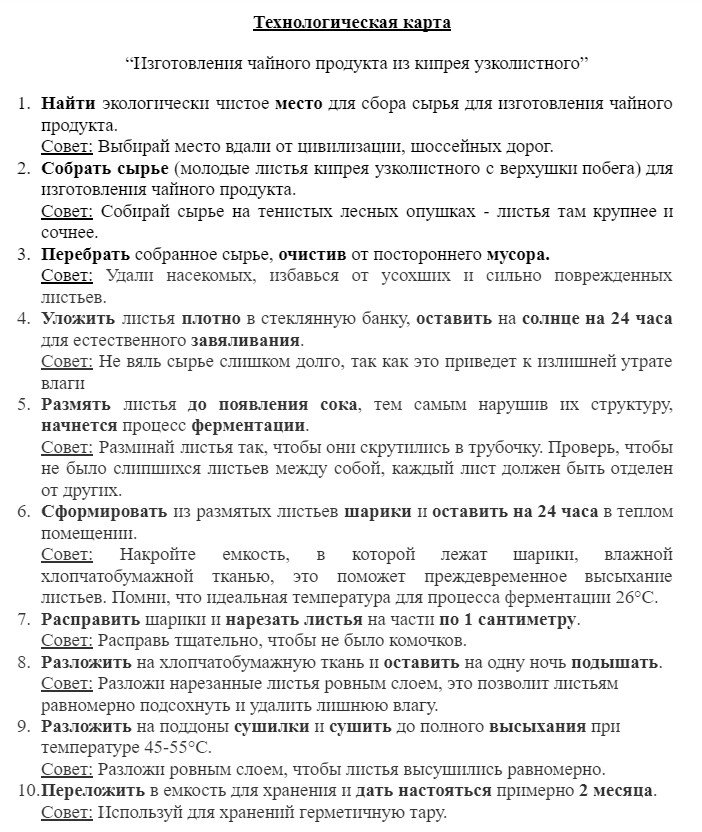 Технологическая карта
“Изготовления чайного продукта из кипрея узколистного”
1. Найти экологически чистое место для сбора сырья для изготовления чайного
продукта.
Совет: Выбирай место вдали от цивилизации, шоссейных дорог.
2. Собрать сырье (молодые листья кипрея узколистного с верхушки побега) для
изготовления чайного продукта.
Совет: Собирай сырье на тенистых лесных опушках - листья там крупнее и
сочнее.
3. Перебрать собранное сырье, очистив от постороннего мусора.
Совет: Удали насекомых, избавься от усохших и сильно поврежденных
листьев.
4. Уложить листья плотно в стеклянную банку, оставить на солнце на 24 часа
для естественного завяливания.
Совет: Не вяль сырье слишком долго, так как это приведет к излишней утрате
влаги
5. Размять листья до появления сока, тем самым нарушив их структуру,
начнется процесс ферментации.
Совет: Разминай листья так, чтобы они скрутились в трубочку. Проверь, чтобы
не было слипшихся листьев между собой, каждый лист должен быть отделен
от других.
6. Сформировать из размятых листьев шарики и оставить на 24 часа в теплом
помещении.
Совет: Накройте емкость, в которой лежат шарики, влажной
хлопчатобумажной тканью, это поможет преждевременное высыхание
листьев. Помни, что идеальная температура для процесса ферментации 26°С.
7. Расправить шарики и нарезать листья на части по 1 сантиметру.
Совет: Расправь тщательно, чтобы не было комочков.
8. Разложить на хлопчатобумажную ткань и оставить на одну ночь подышать.
Совет: Разложи нарезанные листья ровным слоем, это позволит листьям
равномерно подсохнуть и удалить лишнюю влагу.
9. Разложить на поддоны сушилки и сушить до полного высыхания при
температуре 45-55°С.
Совет: Разложи ровным слоем, чтобы листья высушились равномерно.
10.Переложить в емкость для хранения и дать настояться примерно 2 месяца.
Совет: Используй для хранений герметичную тару.